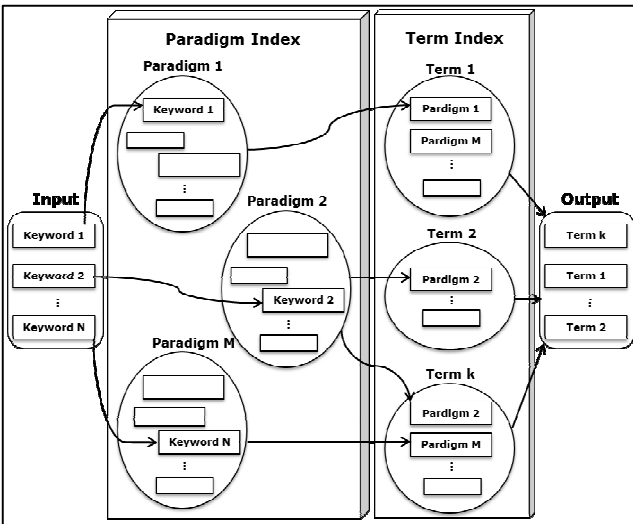 Paradigm Index
Paradigm 1
Keyword 1
⋮
Paradigm 2
Keyword 2
⋮
Paradigm M
Keyword N
⋮
Term Index
Term 1
Pardigm 1
Pardigm M
⋮
Term 2
Pardigm 2
⋮
Term k
Pardigm 2
Pardigm M
⋮
Input
Keyword 1
Keyword 2
⋮
Keyword N
Output
Term k
Term 1
⋮
Term 2